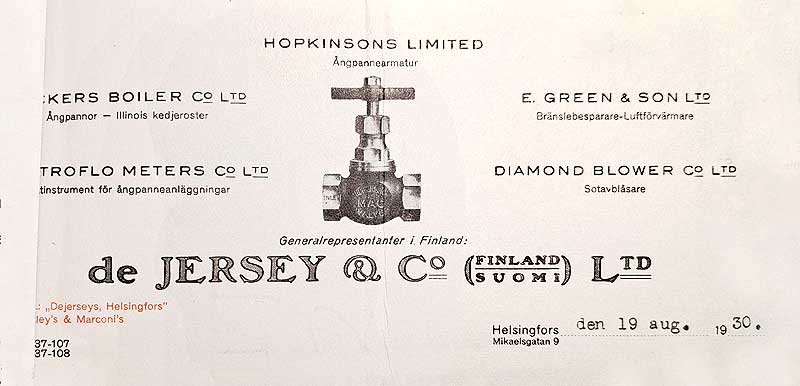 HOPKINSONS LIMITED
Ångpannearmatur
CKERS BOILER Co LTD
Ångpannor — Illinois kedjeroster
E. GREEN & SON LTD
Bränslebesparare-Luftförvärmare
TROFLO METERS Co LTD
tinstrument för ångpanneanläggningar
DIAMOND BLOWER Co LTD
Sotavblåsare
MAC
VALVE
Generalrepresentanter i Finland:
de JERSEY & Co (FINLAND SUOMI) LTD
.: „Dejerseys, Helsingfors"
ley's & Marconi's
Helsingfors den 19 aug. 1930.
Mikaelsgatan 9
37-107
37-108